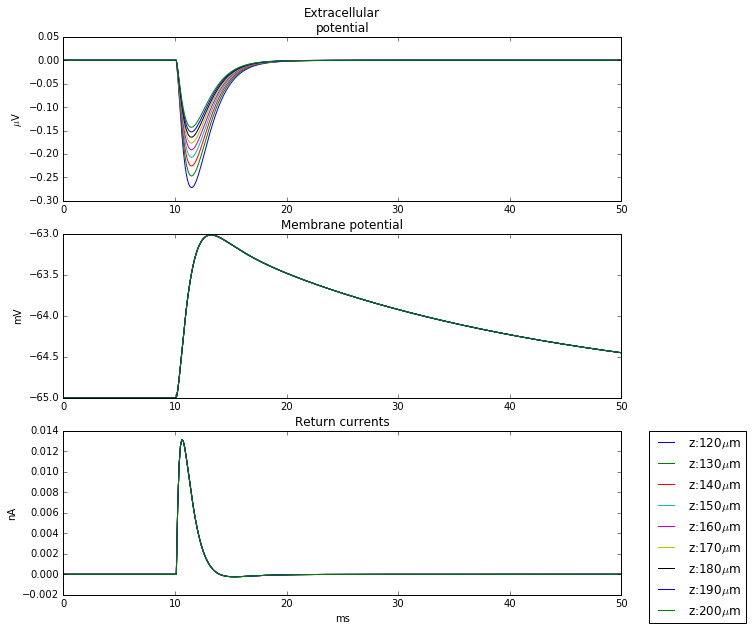 Extracellular
potential
0.05
0.00
−0.05
−0.10
−0.15
−0.20
−0.25
−0.30
μV
0 10 20 30 40 50
Membrane potential
−63.0
−63.5
−64.0
−64.5
−65.0
mV
0 10 20 30 40 50
Return currents
0.014
0.012
0.010
0.008
0.006
0.004
0.002
0.000
−0.002
nA
0 10 20 30 40 50
ms
z:120μm
z:130μm
z:140μm
z:150μm
z:160μm
z:170μm
z:180μm
z:190μm
z:200μm